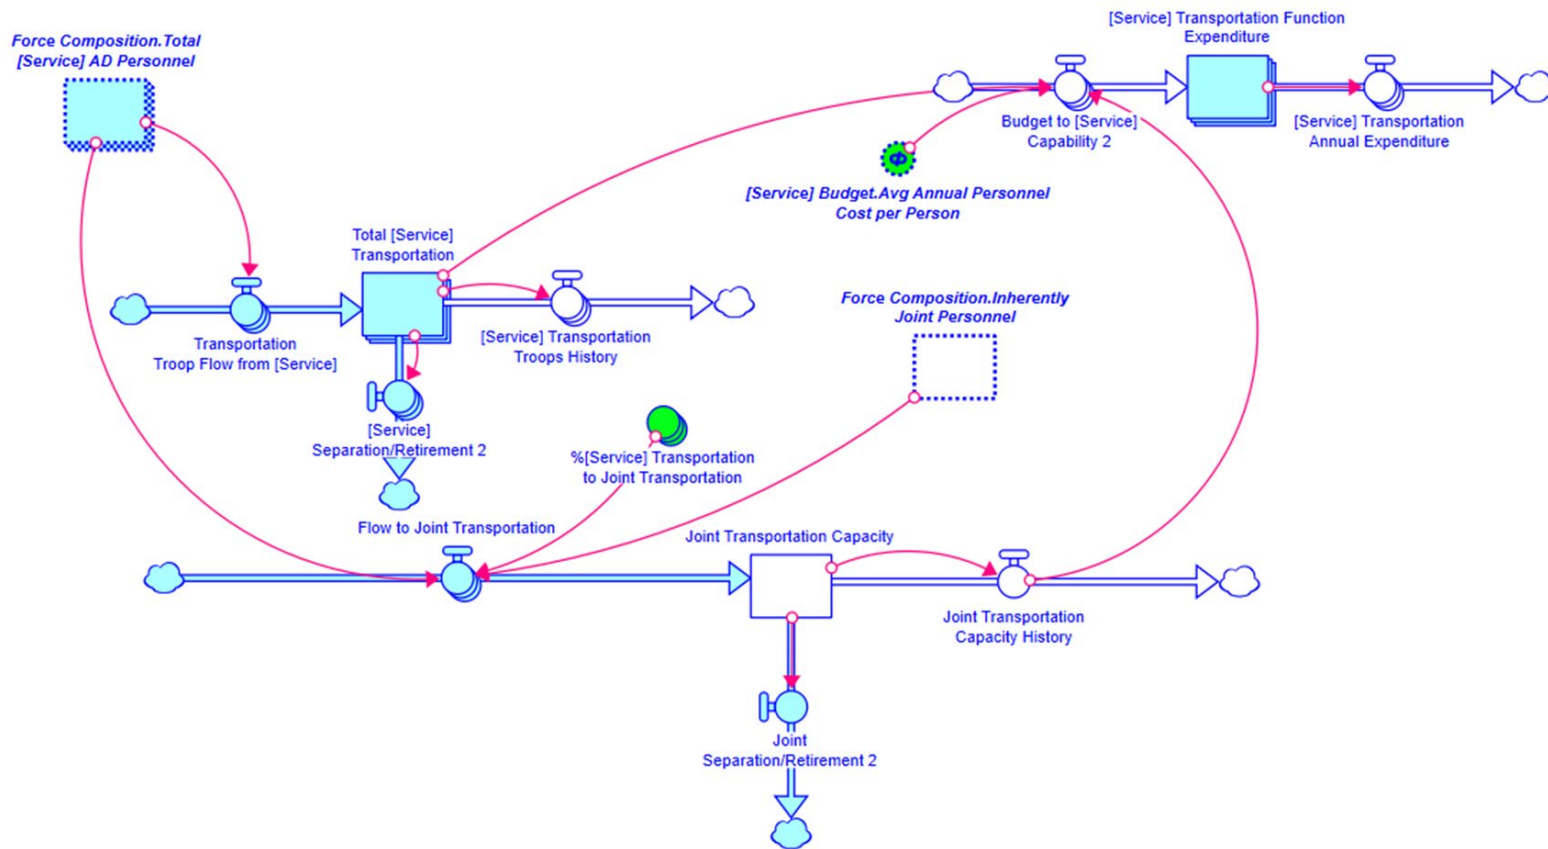 [Service] Transportation Function
Expenditure
Force Composition.Total
[Service] AD Personnel
Budget to [Service]
Capability 2
[Service] Transportation
Annual Expenditure
Φ
[Service] Budget.Avg Annual Personnel
Cost per Person
Total [Service]
Transportation
Force Composition.Inherently
Joint Personnel
Transportation
Troop Flow from [Service]
[Service] Transportation
Troops History
[Service]
Separation/Retirement 2
%[Service] Transportation
to Joint Transportation
Flow to Joint Transportation
Joint Transportation Capacity
Joint Transportation
Capacity History
Joint
Separation/Retirement 2